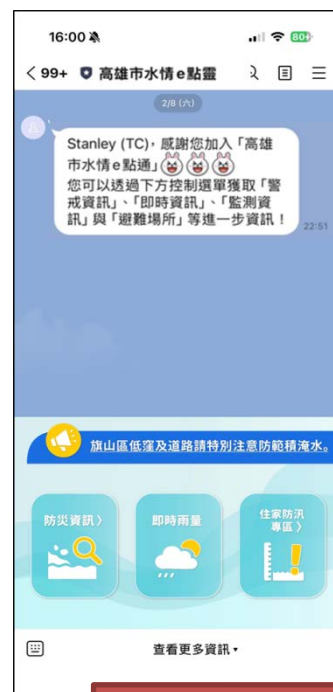 16:00
80
99+ 高雄市水情e點靈
2/8 (六)
Stanley (TC)，感謝您加入「高雄
市水情e點通」
您可以透過下方控制選單獲取「警
戒資訊」、「即時資訊」、「監測資
訊」與「避難場所」等進一步資訊！
22:51
旗山區低窪及道路請特別注意防範積淹水。
防災資訊〉
即時雨量
住家防汛
專區〉
查看更多資訊